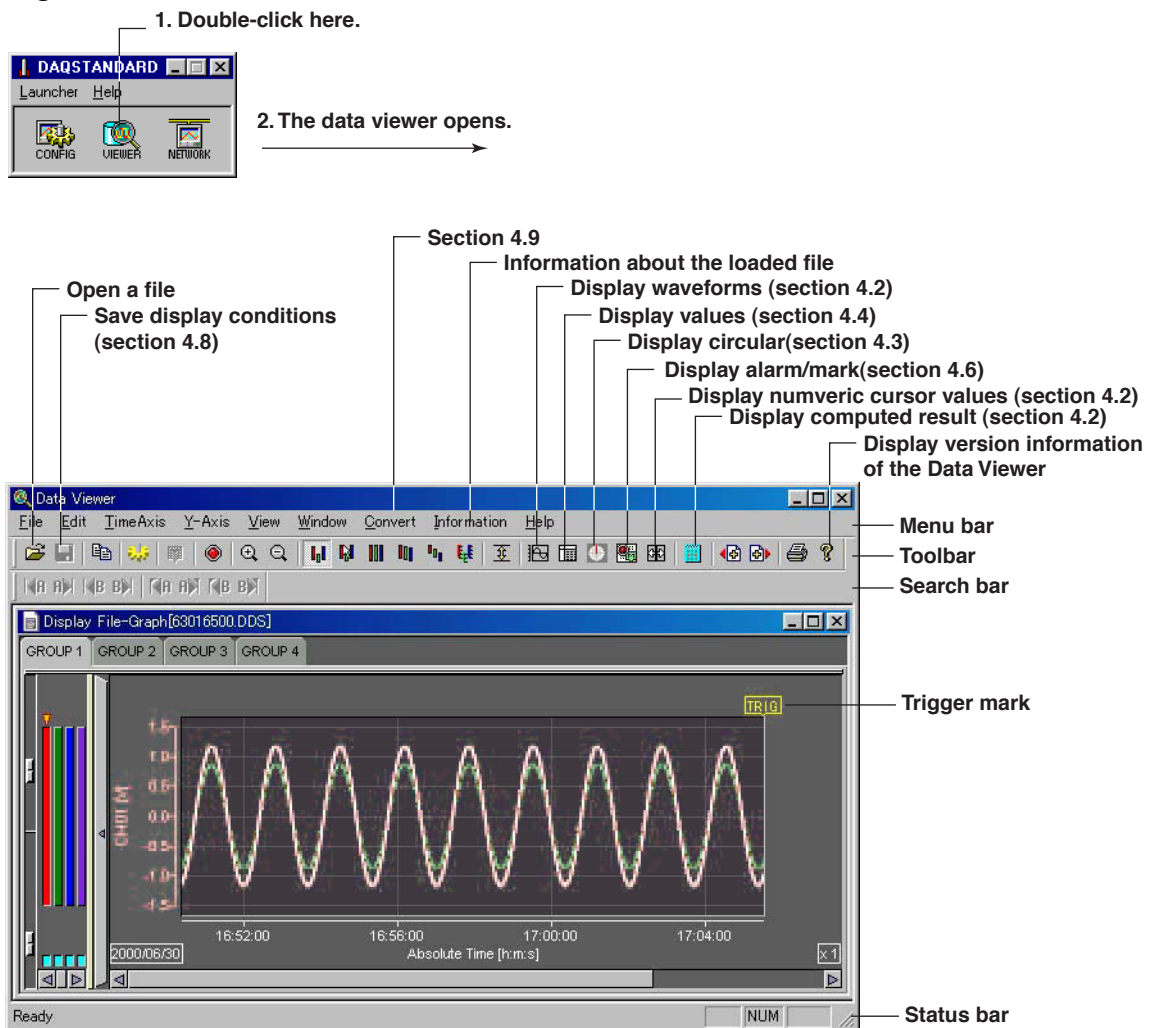 1. Double-click here.
DAQSTANDARD
Launcher Help
CONFIG VIEWER NETWORK
2. The data viewer opens.
Section 4.9
Information about the loaded file
Open a file
Display waveforms (section 4.2)
Save display conditions
(section 4.8)
Display values (section 4.4)
Display circular(section 4.3)
Display alarm/mark(section 4.6)
Display numveric cursor values (section 4.2)
Display computed result (section 4.2)
Display version information
of the Data Viewer
Data Viewer
File Edit TimeAxis Y-Axis View Window Convert Information Help
Menu bar
Toolbar
A A B B A A B B
Search bar
Display File-Graph[63016500.DDS]
GROUP 1 GROUP 2 GROUP 3 GROUP 4
TRIG
Trigger mark
1.5
1.0
0.5
0.0
-0.5
-1.0
-1.5
CH01 [V]
16:52:00 16:56:00 17:00:00 17:04:00
2000/06/30 Absolute Time [h:m:s] x 1
Ready NUM
Status bar